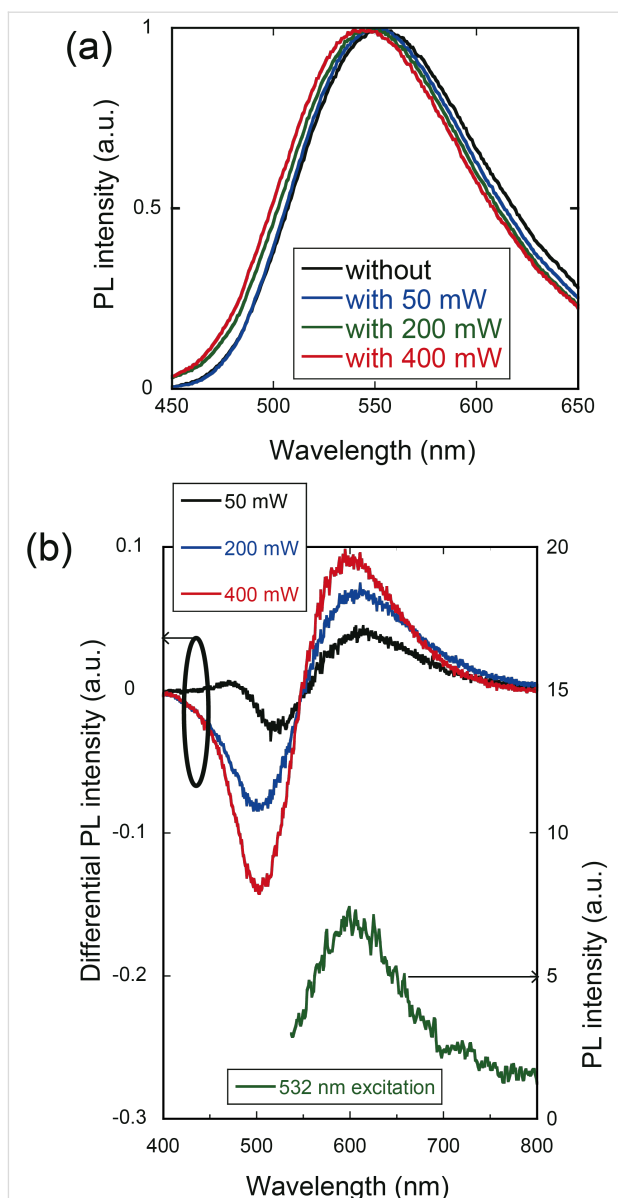 (a)
PL intensity (a.u.)
1
0.5
0
without
with 50 mW
with 200 mW
with 400 mW
450 500 550 600 650
Wavelength (nm)
(b)
50 mW
200 mW
400 mW
Differential PL intensity (a.u.)
0.1
0
-0.1
-0.2
-0.3
20
15
10
5
0
PL intensity (a.u.)
532 nm excitation
400 500 600 700 800
Wavelength (nm)